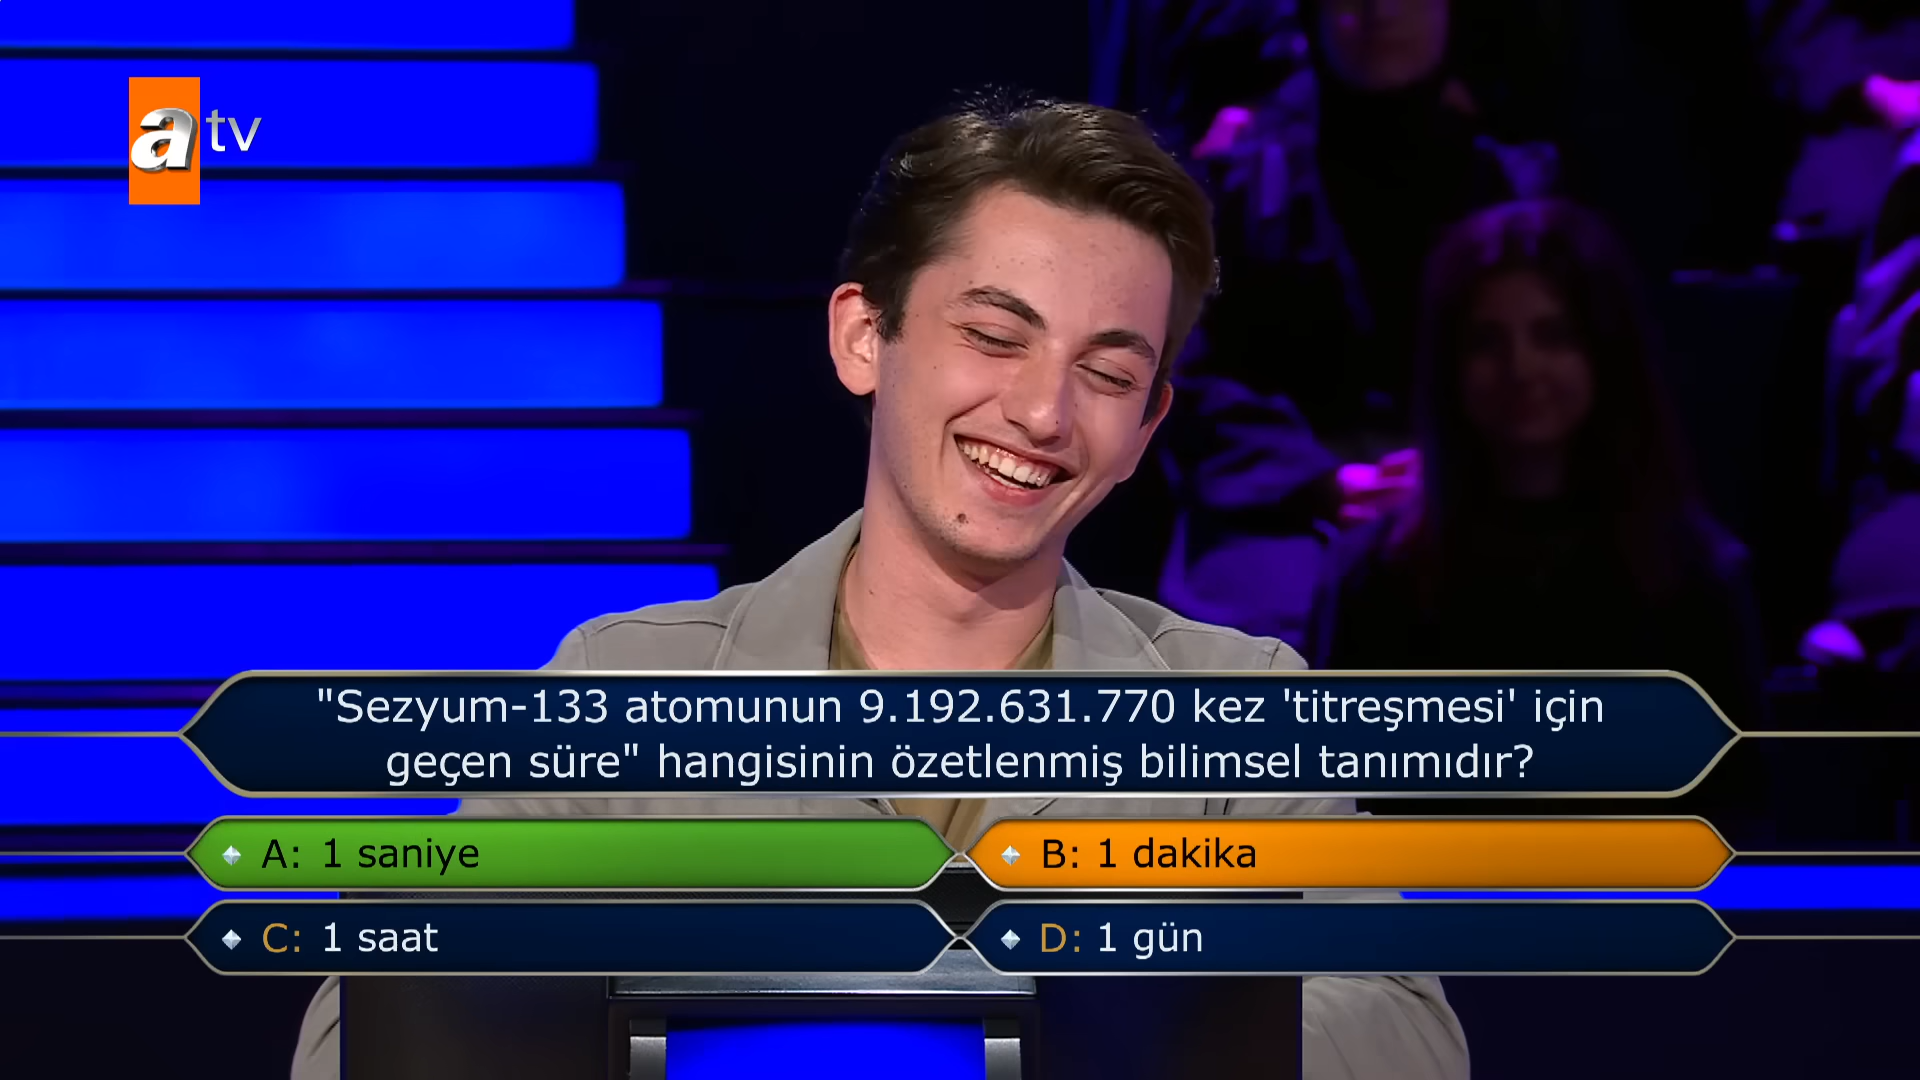 a tv
"Sezyum-133 atomunun 9.192.631.770 kez 'titreşmesi' için
geçen süre" hangisinin özetlenmiş bilimsel tanımıdır?
A: 1 saniye
B: 1 dakika
C: 1 saat
D: 1 gün